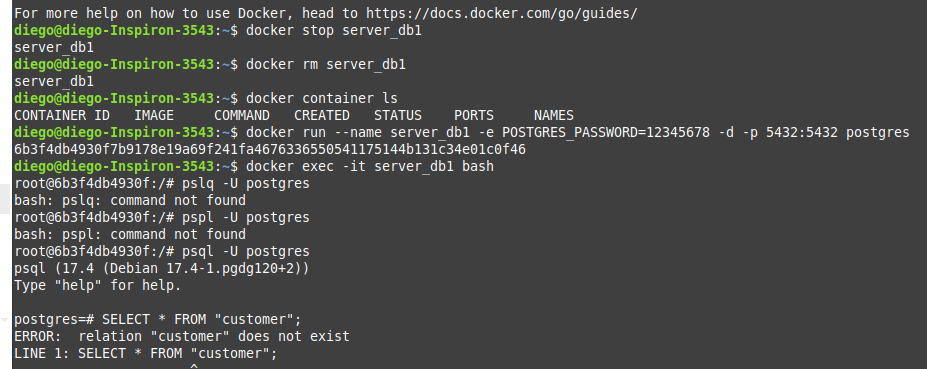 For more help on how to use Docker, head to https://docs.docker.com/go/guides/
diego@diego-Inspiron-3543:~$ docker stop server_db1
server_db1
diego@diego-Inspiron-3543:~$ docker rm server_db1
server_db1
diego@diego-Inspiron-3543:~$ docker container ls
CONTAINER ID   IMAGE     COMMAND   CREATED   STATUS    PORTS     NAMES
diego@diego-Inspiron-3543:~$ docker run --name server_db1 -e POSTGRES_PASSWORD=12345678 -d -p 5432:5432 postgres
6b3f4db4930f7b9178e19a69f241fa4676336550541175144b131c34e01c0f46
diego@diego-Inspiron-3543:~$ docker exec -it server_db1 bash
root@6b3f4db4930f:/# pslq -U postgres
bash: pslq: command not found
root@6b3f4db4930f:/# pspl -U postgres
bash: pspl: command not found
root@6b3f4db4930f:/# psql -U postgres
psql (17.4 (Debian 17.4-1.pgdg120+2))
Type "help" for help.

postgres=# SELECT * FROM "customer";
ERROR:  relation "customer" does not exist
LINE 1: SELECT * FROM "customer";
                      ^